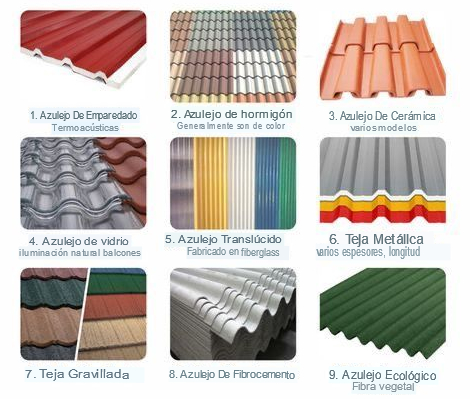 1. Azulejo De Emparedado
Termoacústicas
2. Azulejo de hormigón
Generalmente son de color
3. Azulejo De Cerámica
varios modelos
4. Azulejo de vidrio
iluminación natural balcones
5. Azulejo Translúcido
Fabricado en fiberglass
6. Teja Metálica
varios espesores, longitud
7. Teja Gravillada
8. Azulejo De Fibrocemento
9. Azulejo Ecológico
Fibra vegetal